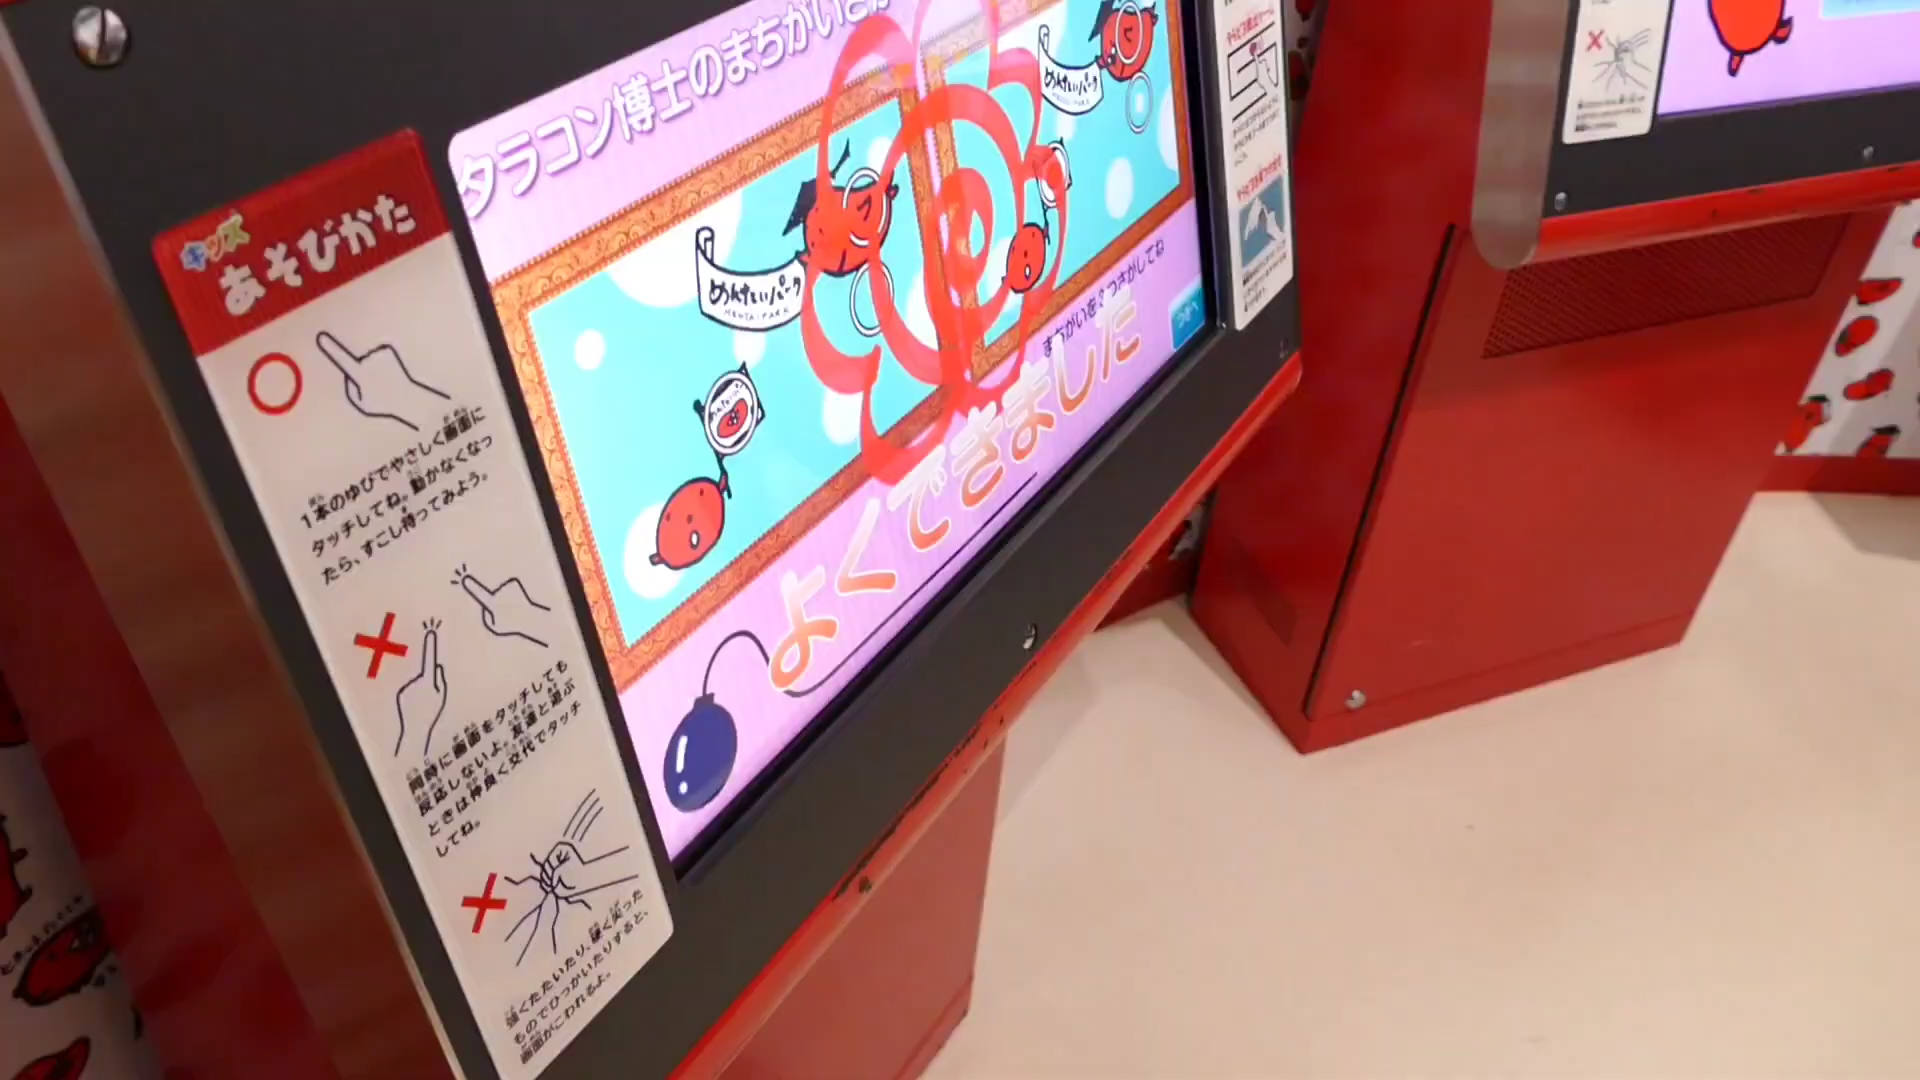 キッズ
あそびかた
1本のゆびでやさしく画面に
タッチしてね。動かなくなっ
たら、すこし待ってみよう。
同時に画面をタッチしても
反応しないよ。友達と遊ぶ
ときは仲良く交代でタッチ
してね。
強くたたいたり、硬く尖った
ものでひっかいたりすると、
画面がこわれるよ。
タラコン博士のまちがいさが
めんたいパーク
MENTAI-PARK
めんたいパーク
まちがいを2つさがしてね
つぎへ
よくできました